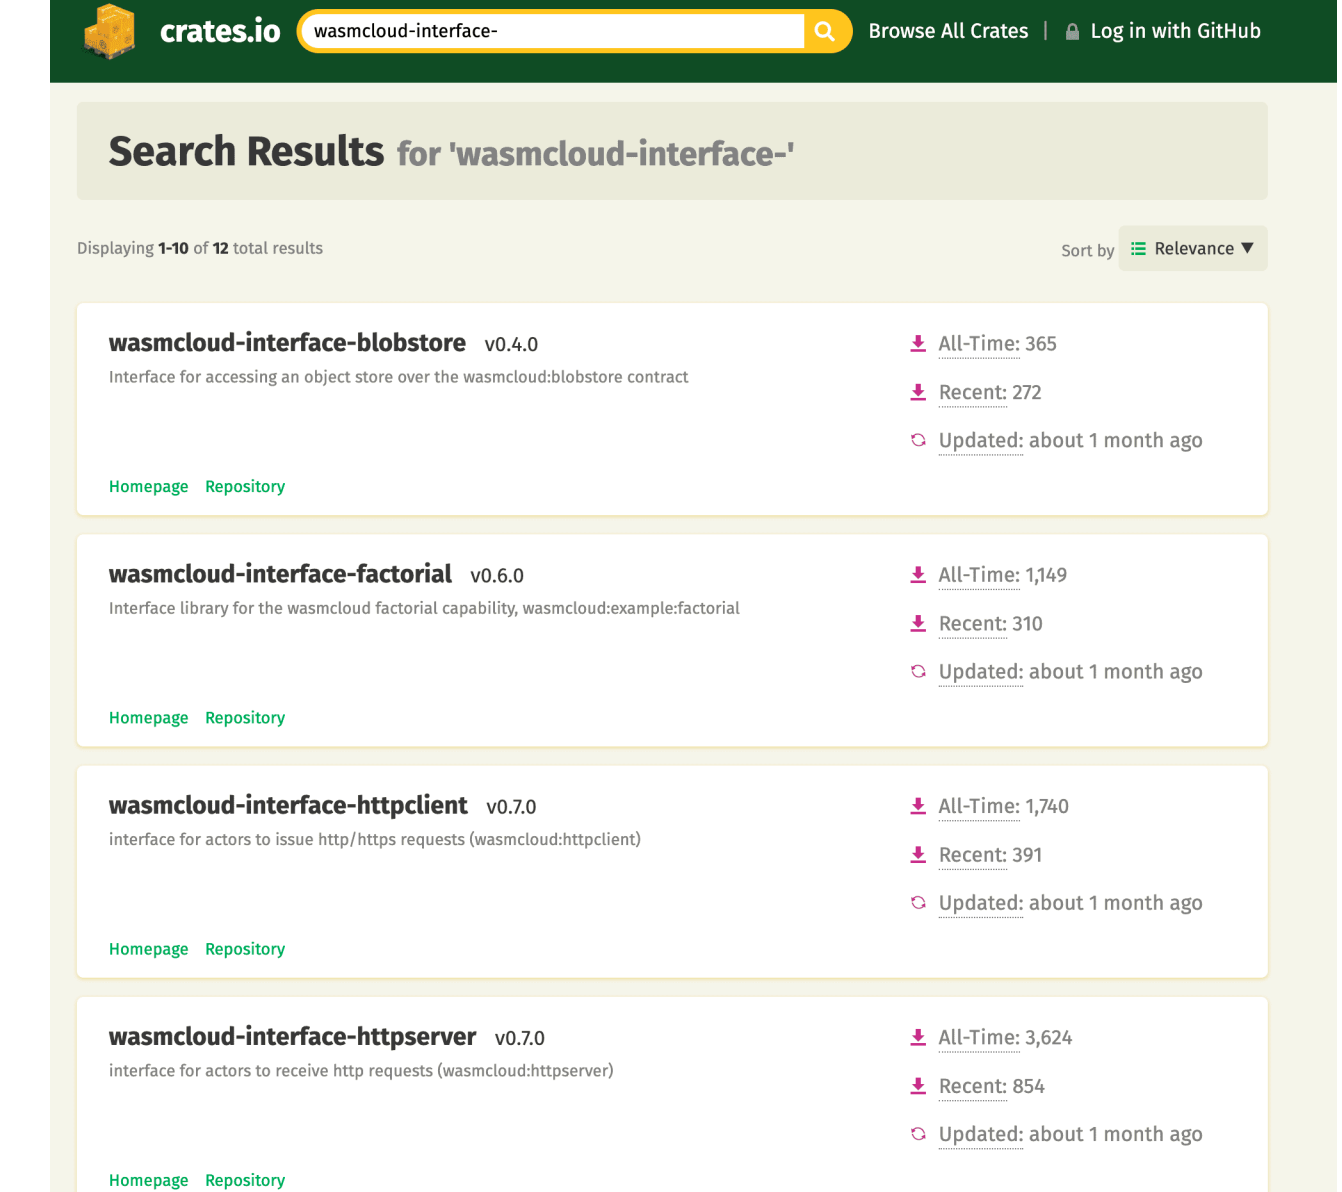 crates.io wasmcloud-interface- Browse All Crates | Log in with GitHub
Search Results for 'wasmcloud-interface-'
Displaying 1-10 of 12 total results
Sort by Relevance ▼
wasmcloud-interface-blobstore v0.4.0
Interface for accessing an object store over the wasmcloud:blobstore contract
All-Time: 365
Recent: 272
Updated: about 1 month ago
Homepage Repository
wasmcloud-interface-factorial v0.6.0
Interface library for the wasmcloud factorial capability, wasmcloud:example:factorial
All-Time: 1,149
Recent: 310
Updated: about 1 month ago
Homepage Repository
wasmcloud-interface-httpclient v0.7.0
interface for actors to issue http/https requests (wasmcloud:httpclient)
All-Time: 1,740
Recent: 391
Updated: about 1 month ago
Homepage Repository
wasmcloud-interface-httpserver v0.7.0
interface for actors to receive http requests (wasmcloud:httpserver)
All-Time: 3,624
Recent: 854
Updated: about 1 month ago
Homepage Repository